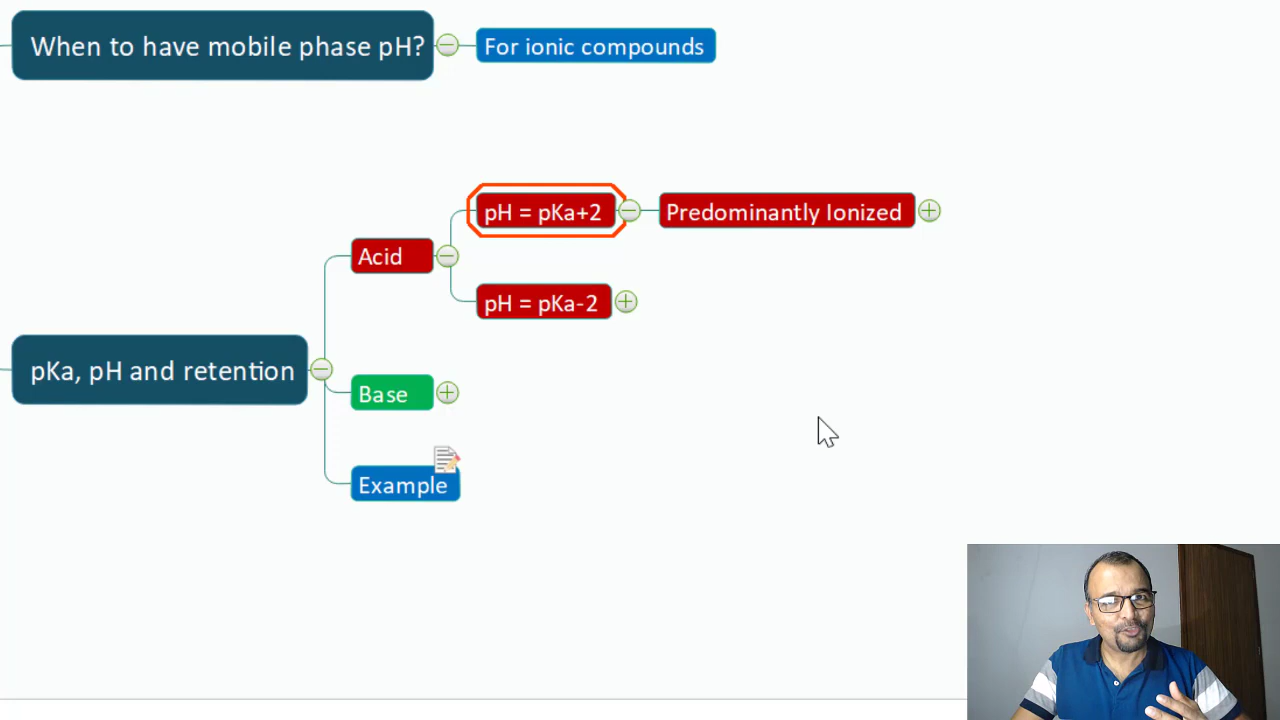 When to have mobile phase pH?
For ionic compounds
pH = pKa+2
Predominantly Ionized
Acid
pH = pKa-2
pKa, pH and retention
Base
Example